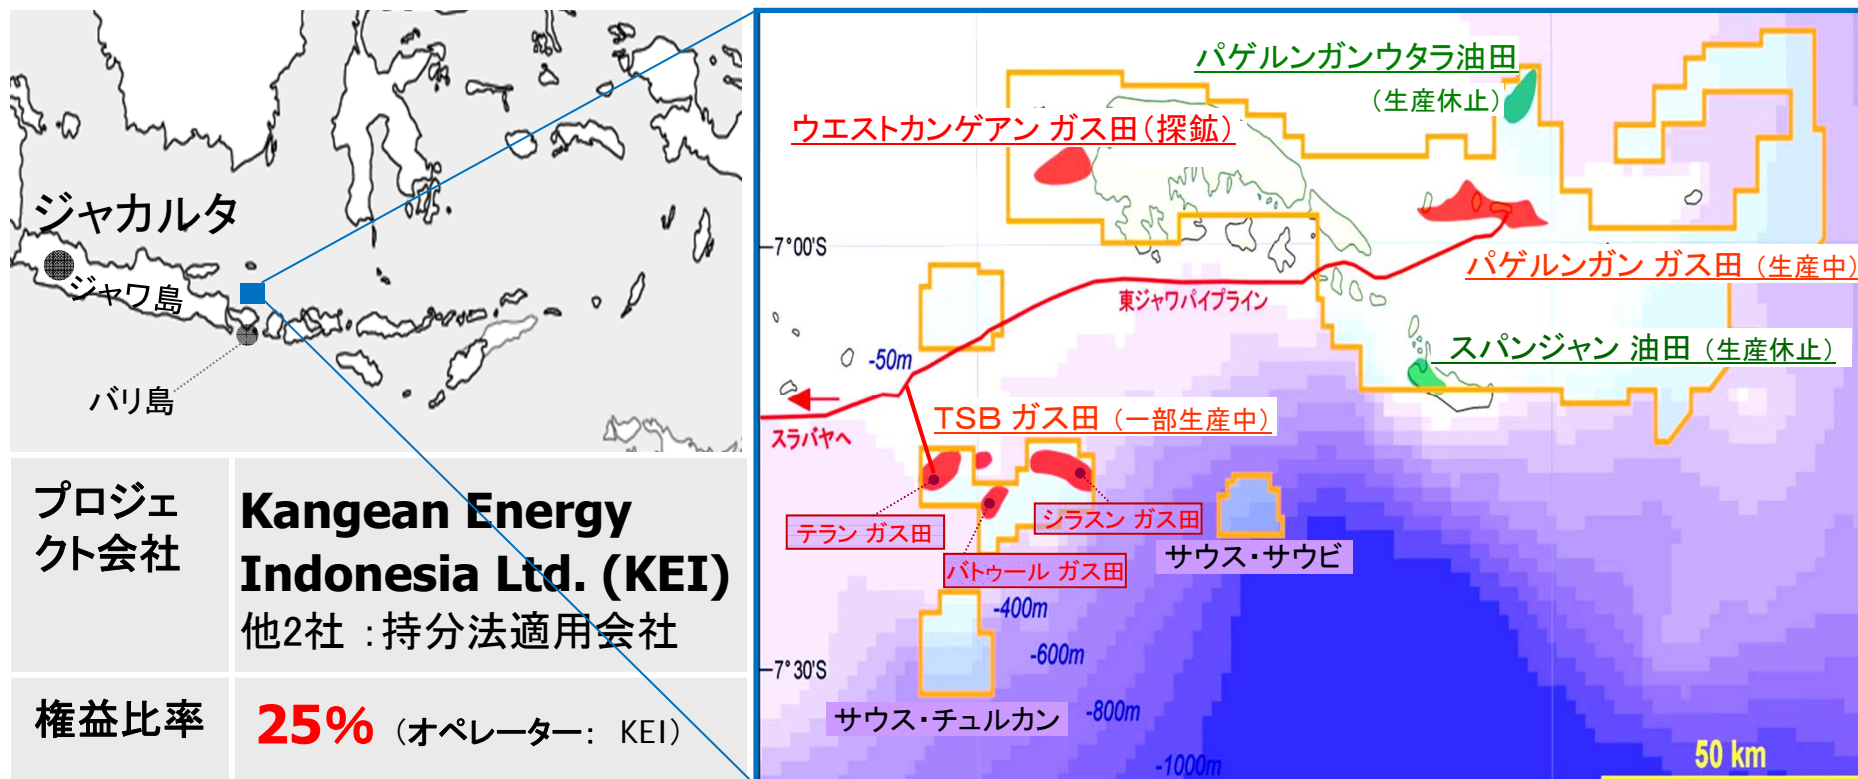 ジャカルタ
ジャワ島
バリ島
プロジェ
クト会社
Kangean Energy
Indonesia Ltd. (KEI)
他2社 :持分法適用会社
権益比率
25% (オペレーター: KEI)
パゲルンガンウタラ油田
(生産休止)
ウエストカンゲアン ガス田(探鉱)
7°00'S
パゲルンガン ガス田 (生産中)
東ジャワパイプライン
スパンジャン 油田 (生産休止)
-50m
TSB ガス田 (一部生産中)
スラバヤへ
テラン ガス田
シラスン ガス田
バトゥール ガス田
サウス・サウビ
-400m
-600m
7°30'S
サウス・チュルカン
-800m
-1000m
50 km